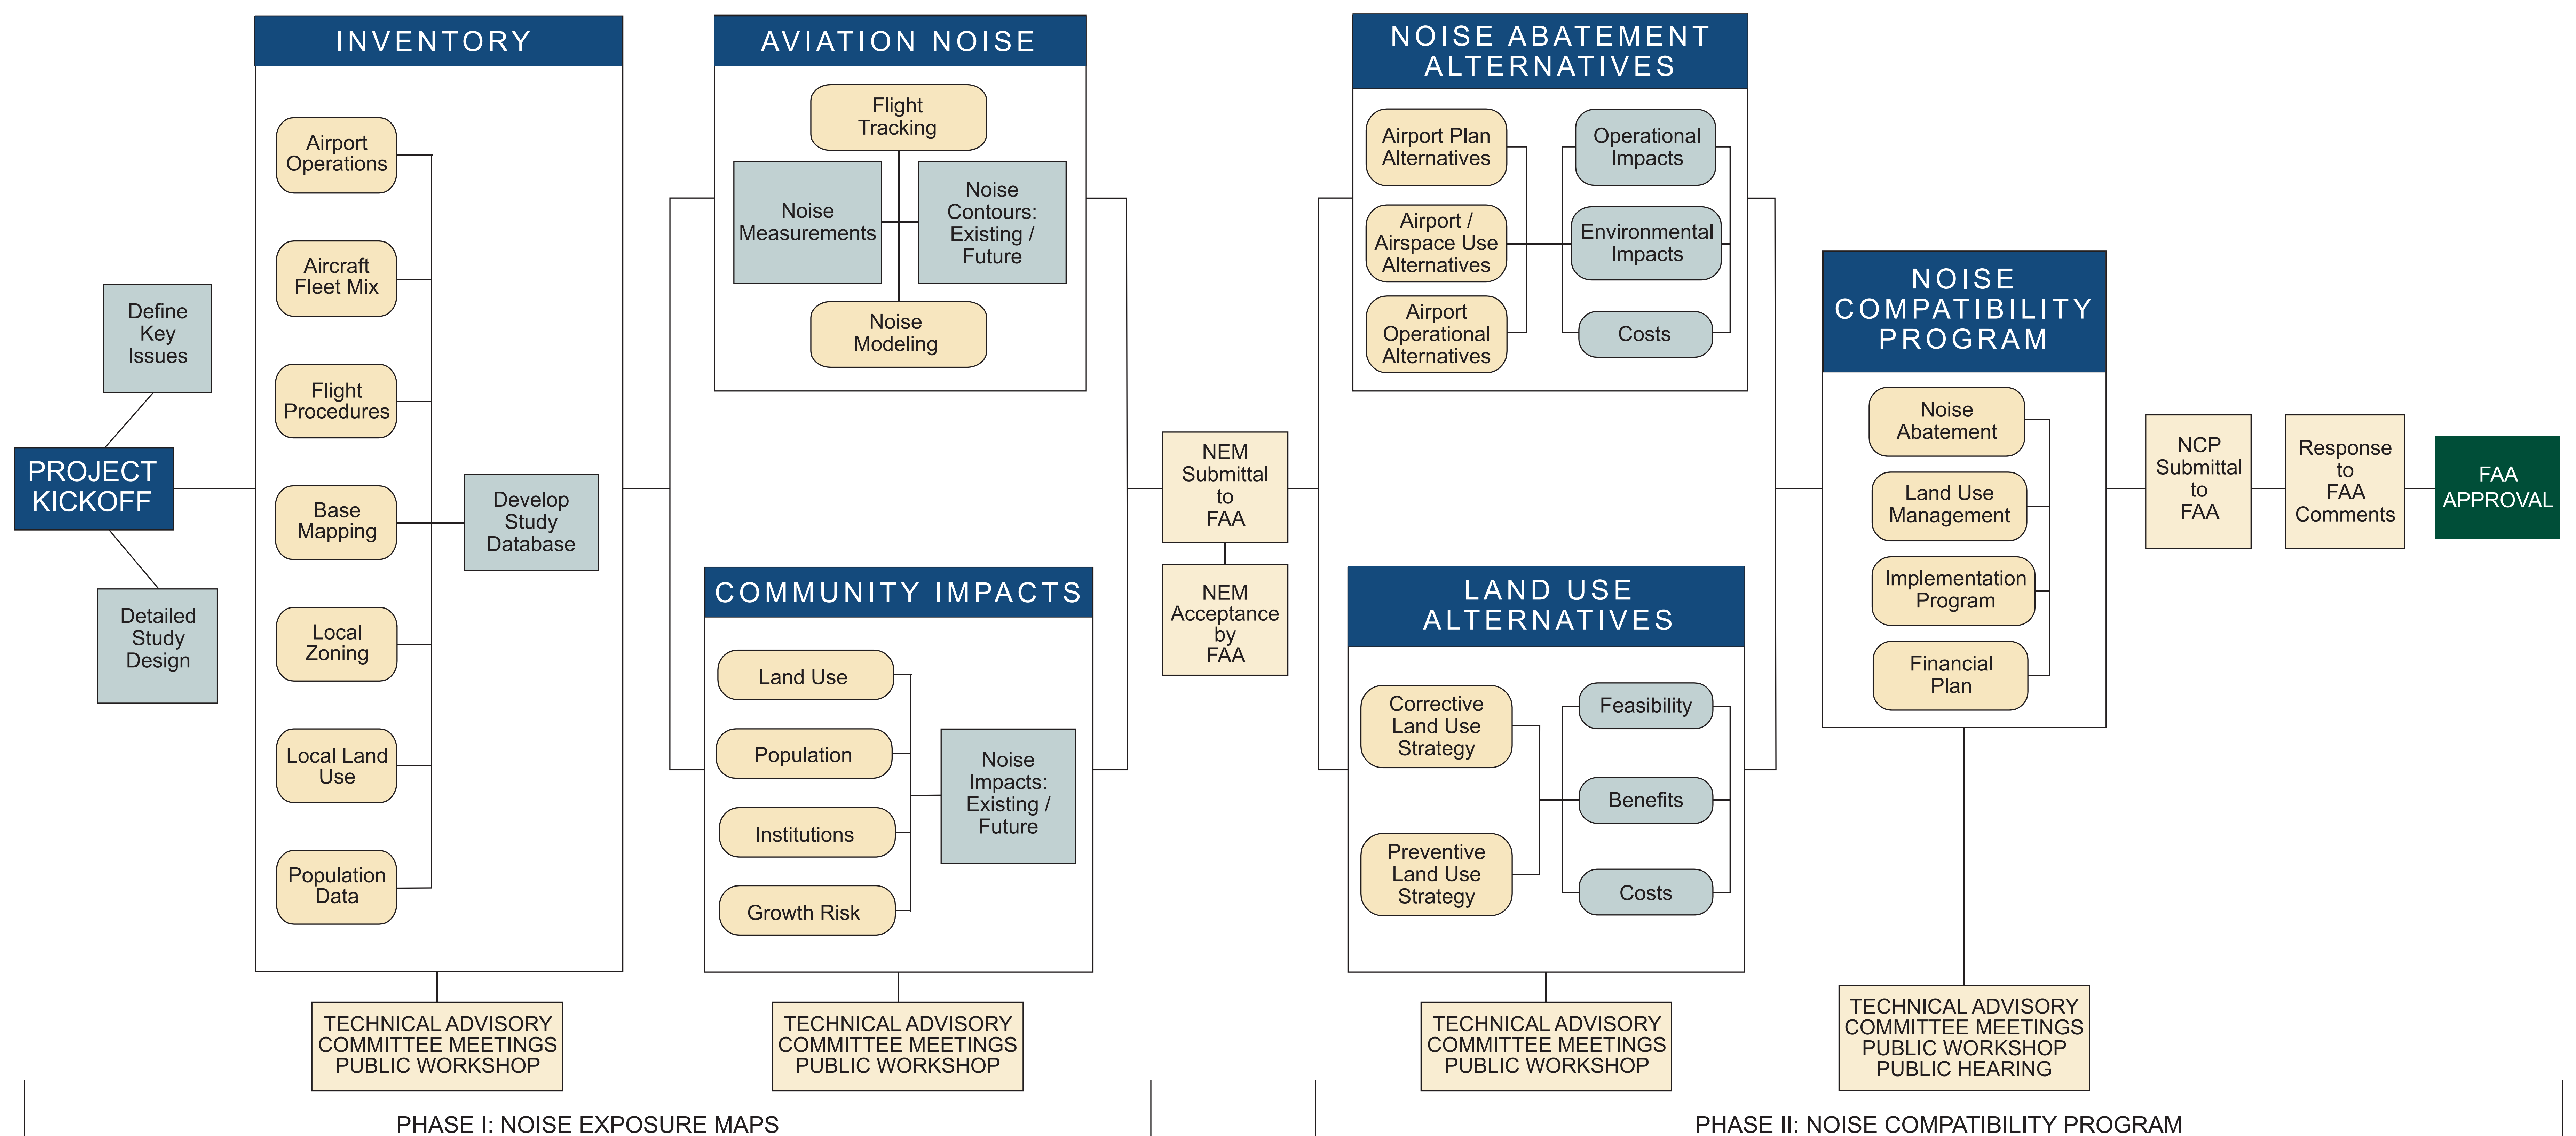 Define
Key
Issues
PROJECT
KICKOFF
Detailed
Study
Design
INVENTORY
Airport
Operations
Aircraft
Fleet Mix
Flight
Procedures
Base
Mapping
Local
Zoning
Local Land
Use
Population
Data
Develop
Study
Database
TECHNICAL ADVISORY
COMMITTEE MEETINGS
PUBLIC WORKSHOP
AVIATION NOISE
Flight
Tracking
Noise
Measurements
Noise
Contours:
Existing /
Future
Noise
Modeling
COMMUNITY IMPACTS
Land Use
Population
Institutions
Growth Risk
Noise
Impacts:
Existing /
Future
TECHNICAL ADVISORY
COMMITTEE MEETINGS
PUBLIC WORKSHOP
NEM
Submittal
to
FAA
NEM
Acceptance
by
FAA
NOISE ABATEMENT
ALTERNATIVES
Airport Plan
Alternatives
Airport /
Airspace Use
Alternatives
Airport
Operational
Alternatives
Operational
Impacts
Environmental
Impacts
Costs
LAND USE
ALTERNATIVES
Corrective
Land Use
Strategy
Preventive
Land Use
Strategy
Feasibility
Benefits
Costs
TECHNICAL ADVISORY
COMMITTEE MEETINGS
PUBLIC WORKSHOP
NOISE
COMPATIBILITY
PROGRAM
Noise
Abatement
Land Use
Management
Implementation
Program
Financial
Plan
TECHNICAL ADVISORY
COMMITTEE MEETINGS
PUBLIC WORKSHOP
PUBLIC HEARING
NCP
Submittal
to
FAA
Response
to
FAA
Comments
FAA
APPROVAL
PHASE I: NOISE EXPOSURE MAPS
PHASE II: NOISE COMPATIBILITY PROGRAM